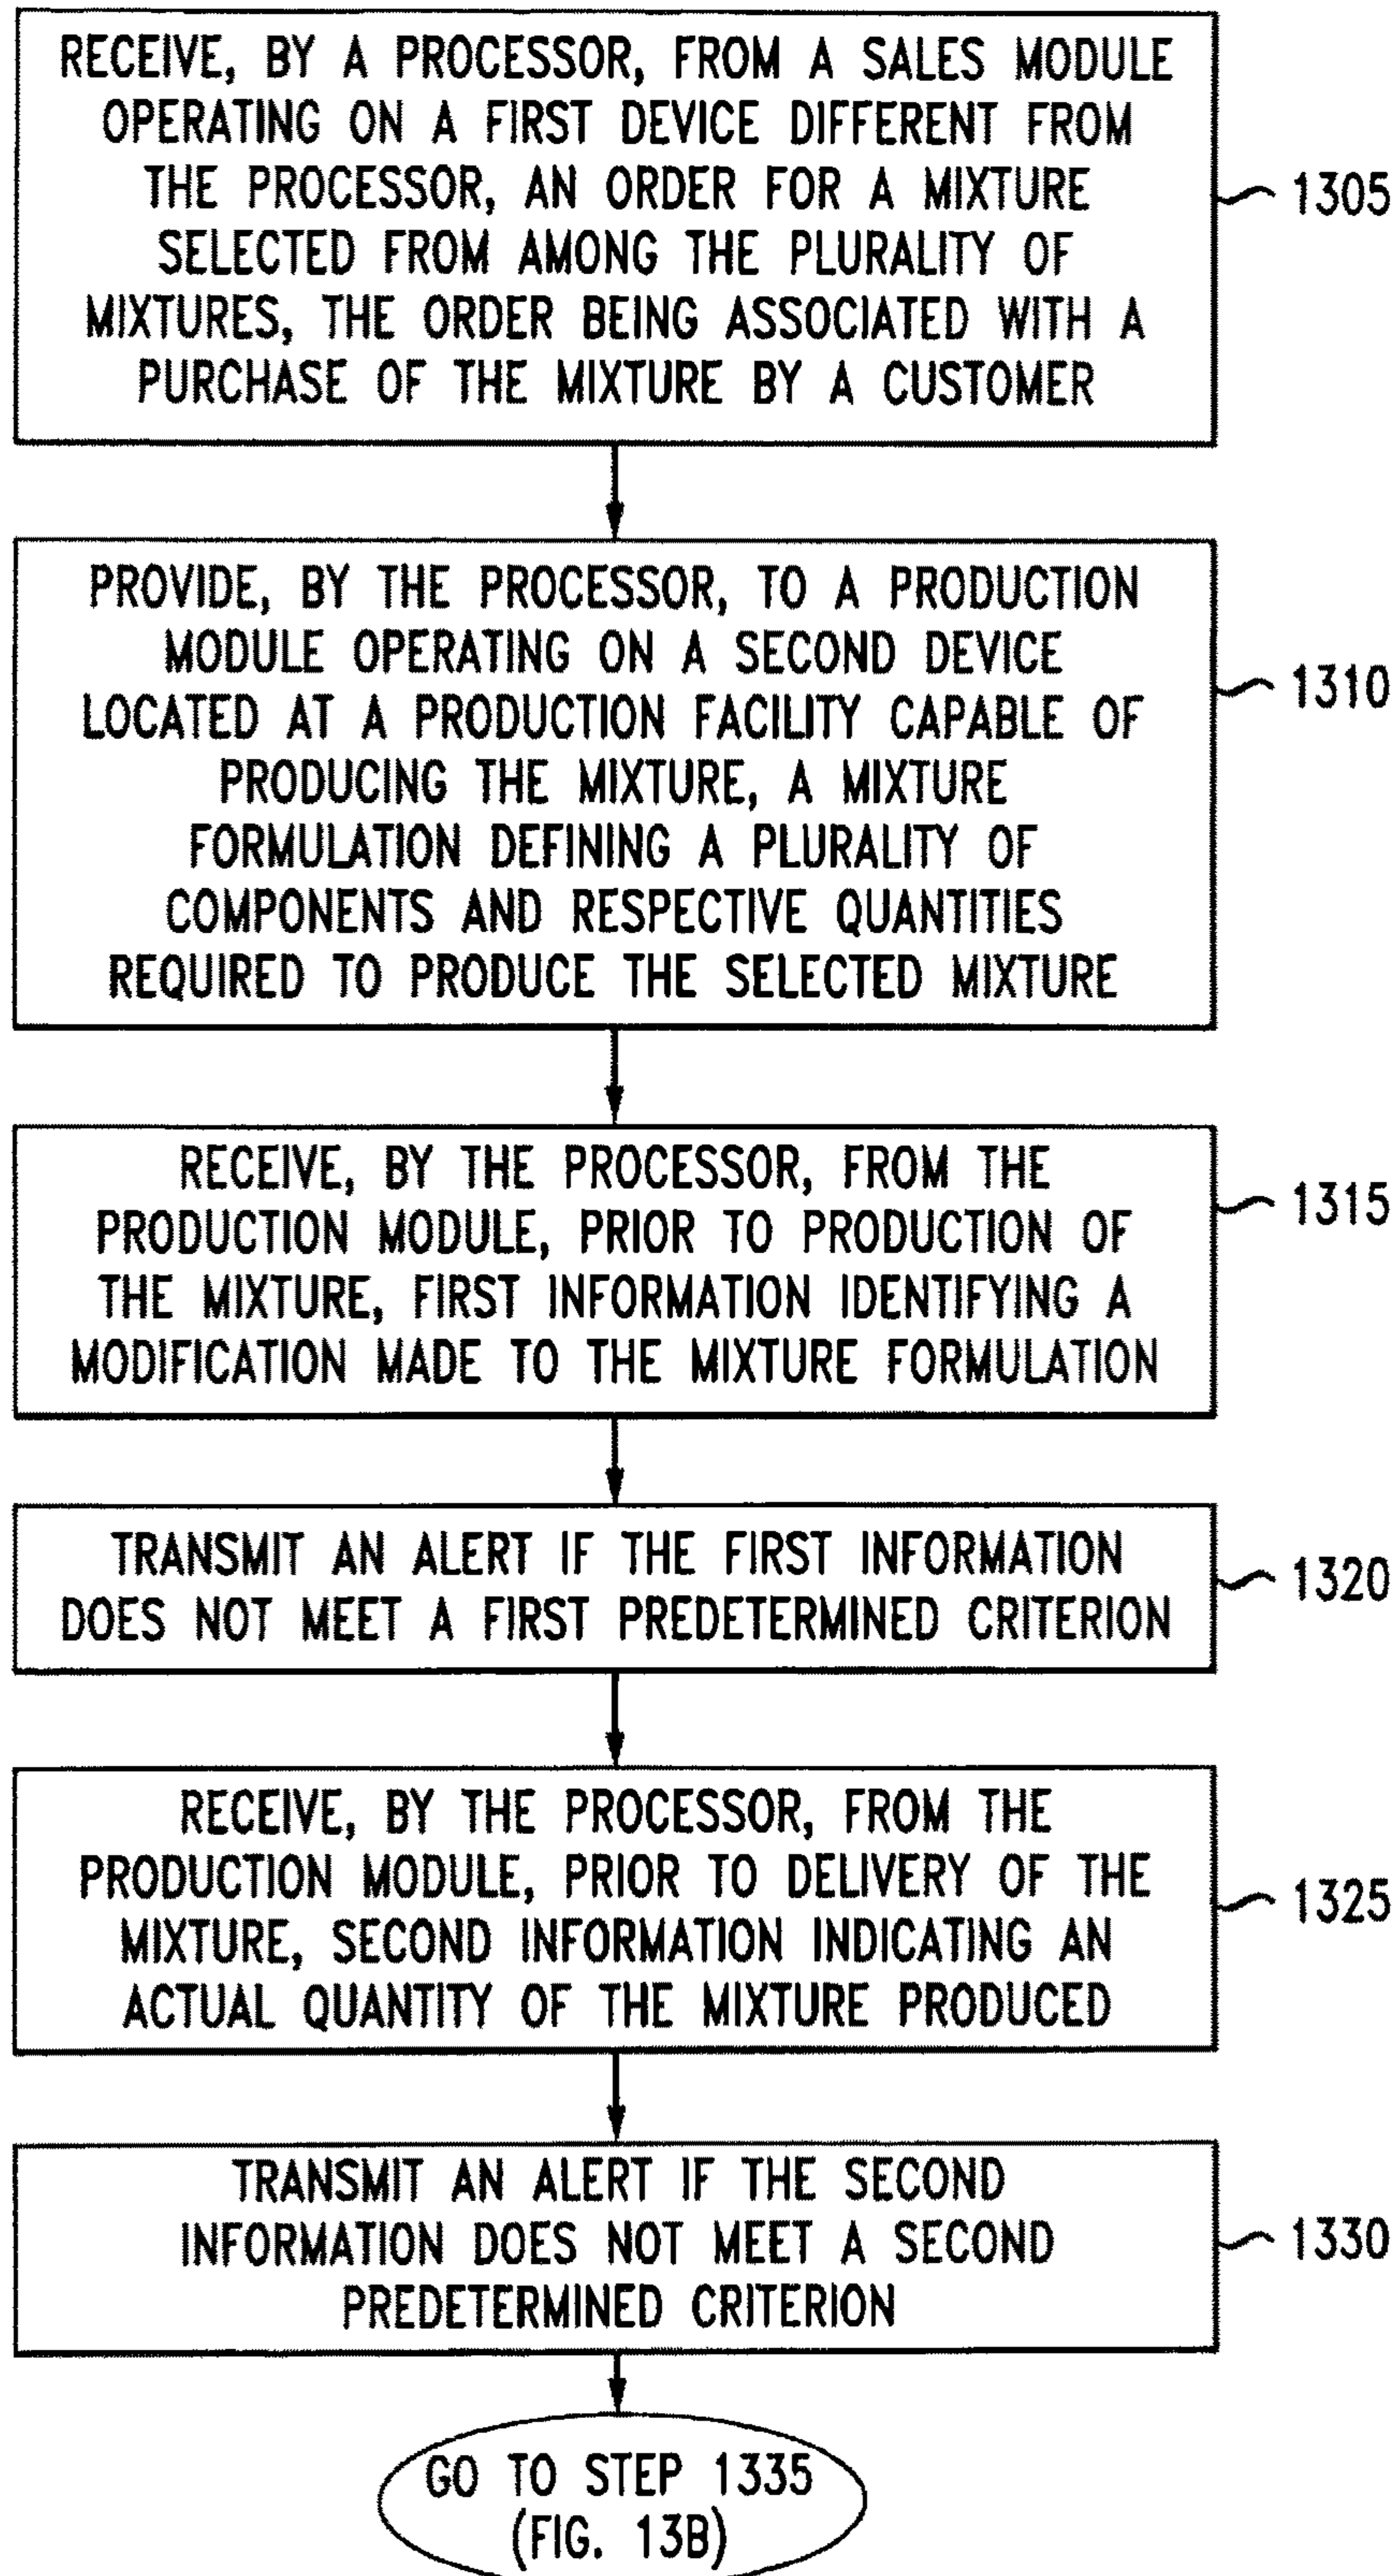 RECEIVE, BY A PROCESSOR, FROM A SALES MODULE
OPERATING ON A FIRST DEVICE DIFFERENT FROM
THE PROCESSOR, AN ORDER FOR A MIXTURE
SELECTED FROM AMONG THE PLURALITY OF
MIXTURES, THE ORDER BEING ASSOCIATED WITH A
PURCHASE OF THE MIXTURE BY A CUSTOMER
1305
PROVIDE, BY THE PROCESSOR, TO A PRODUCTION
MODULE OPERATING ON A SECOND DEVICE
LOCATED AT A PRODUCTION FACILITY CAPABLE OF
PRODUCING THE MIXTURE, A MIXTURE
FORMULATION DEFINING A PLURALITY OF
COMPONENTS AND RESPECTIVE QUANTITIES
REQUIRED TO PRODUCE THE SELECTED MIXTURE
1310
RECEIVE, BY THE PROCESSOR, FROM THE
PRODUCTION MODULE, PRIOR TO PRODUCTION OF
THE MIXTURE, FIRST INFORMATION IDENTIFYING A
MODIFICATION MADE TO THE MIXTURE FORMULATION
1315
TRANSMIT AN ALERT IF THE FIRST INFORMATION
DOES NOT MEET A FIRST PREDETERMINED CRITERION
1320
RECEIVE, BY THE PROCESSOR, FROM THE
PRODUCTION MODULE, PRIOR TO DELIVERY OF THE
MIXTURE, SECOND INFORMATION INDICATING AN
ACTUAL QUANTITY OF THE MIXTURE PRODUCED
1325
TRANSMIT AN ALERT IF THE SECOND
INFORMATION DOES NOT MEET A SECOND
PREDETERMINED CRITERION
1330
GO TO STEP 1335
(FIG. 13B)